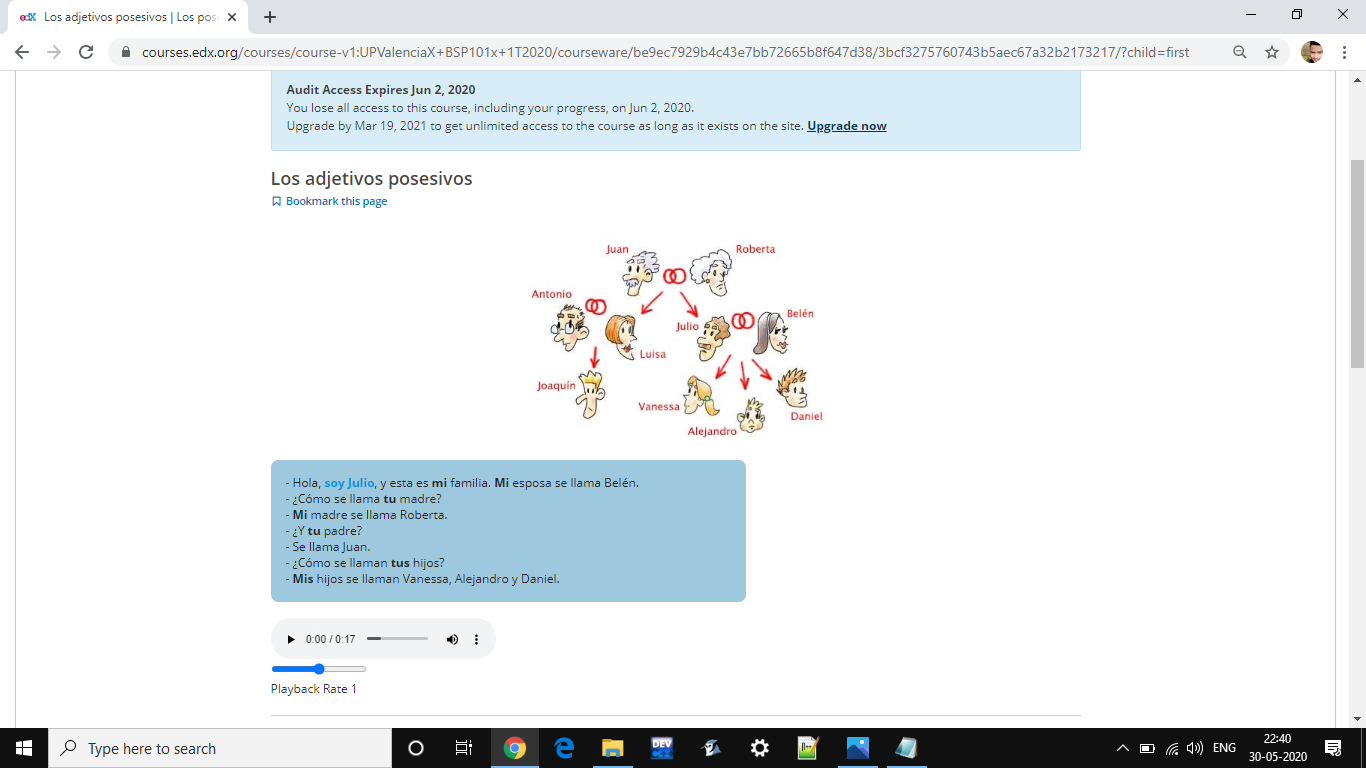 Los adjetivos posesivos | Los pos
courses.edx.org/courses/course-v1:UPValenciaX+BSP101x+1T2020/courseware/be9ec7929b4c43e7bb72665b8f647d38/3bcf3275760743b5aec67a32b2173217/?child=first
Audit Access Expires Jun 2, 2020
You lose all access to this course, including your progress, on Jun 2, 2020.
Upgrade by Mar 19, 2021 to get unlimited access to the course as long as it exists on the site. Upgrade now
Los adjetivos posesivos
Bookmark this page
Juan
Roberta
Antonio
Luisa
Julio
Belén
Joaquín
Vanessa
Alejandro
Daniel
- Hola, soy Julio, y esta es mi familia. Mi esposa se llama Belén.
- ¿Cómo se llama tu madre?
- Mi madre se llama Roberta.
- ¿Y tu padre?
- Se llama Juan.
- ¿Cómo se llaman tus hijos?
- Mis hijos se llaman Vanessa, Alejandro y Daniel.
0:00 / 0:17
Playback Rate 1
Type here to search
DEV
ENG
22:40
30-05-2020